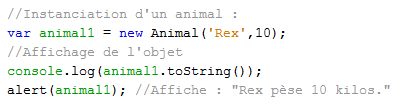 //Instanciation d'un animal :
var animal1 = new Animal('Rex',10);
//Affichage de l'objet
console.log(animal1.toString());
alert(animal1); //Affiche : "Rex pèse 10 kilos."